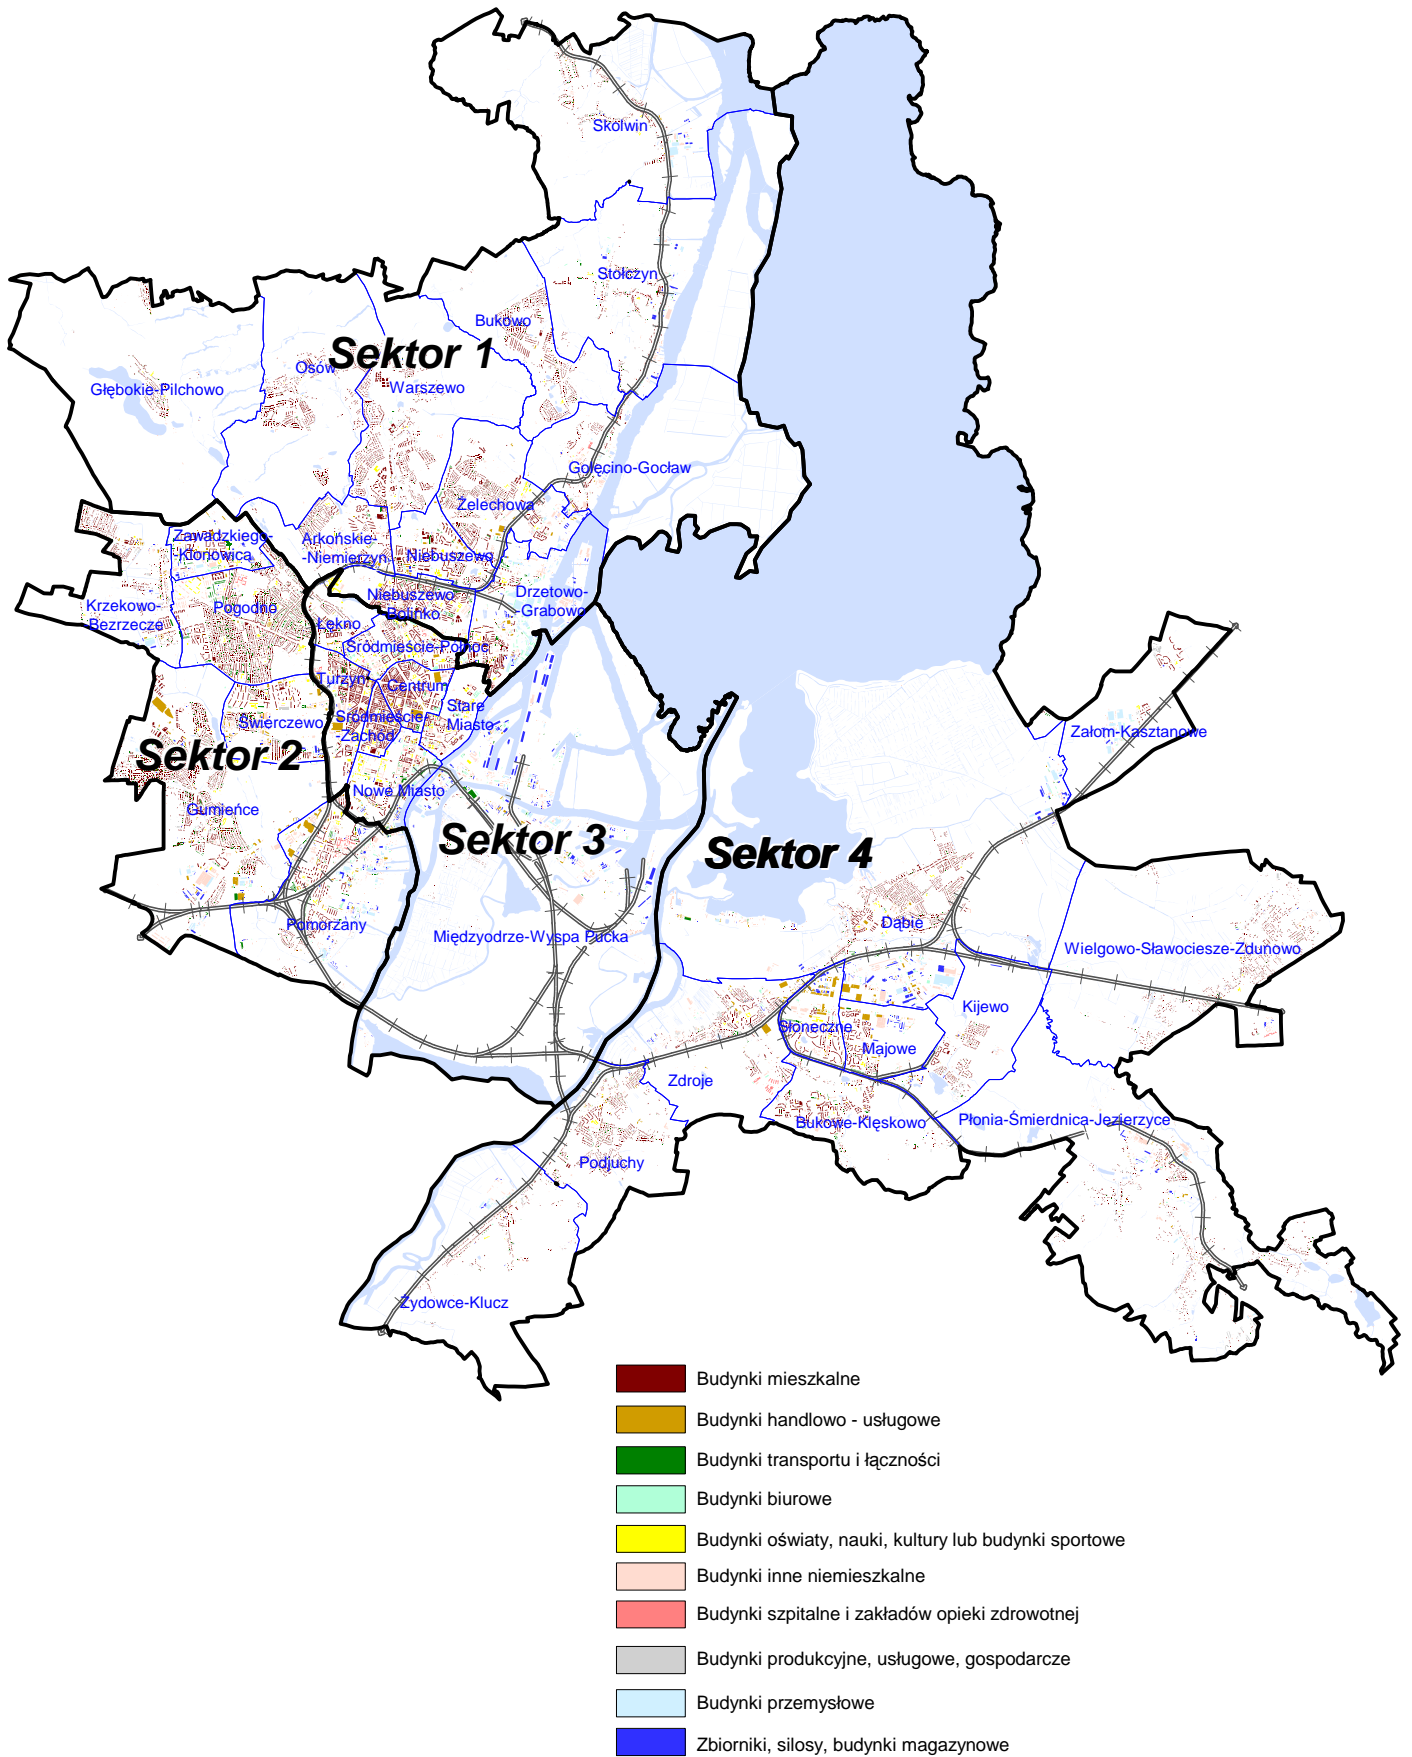 Skolwin
Stołczyn
Bukowo
Sektor 1
Osów
Głębokie-Pilchowo
Warszewo
Golęcino-Gocław
Żelechowa
Zawadzkiego-
-Klonowica
Arkońskie-
-Niemierzyn
Niebuszewo
Krzekowo-
Bezrzecze
Pogodno
Niebuszewo
Bolinko
Drzetowo-
-Grabowo
Łękno
Śródmieście-Północ
Turzyn
Centrum
Stare
Miasto
Świerczewo
Śródmieście-
-Zachód
Załom-Kasztanowe
Sektor 2
Nowe Miasto
Gumieńce
Sektor 3
Sektor 4
Pomorzany
Międzyodrze-Wyspa Pucka
Dąbie
Wielgowo-Sławociesze-Zdunowo
Kijewo
Słoneczne
Majowe
Zdroje
Bukowe-Klęskowo
Płonia-Śmierdnica-Jezierzyce
Podjuchy
Żydowce-Klucz
Budynki mieszkalne
Budynki handlowo - usługowe
Budynki transportu i łączności
Budynki biurowe
Budynki oświaty, nauki, kultury lub budynki sportowe
Budynki inne niemieszkalne
Budynki szpitalne i zakładów opieki zdrowotnej
Budynki produkcyjne, usługowe, gospodarcze
Budynki przemysłowe
Zbiorniki, silosy, budynki magazynowe